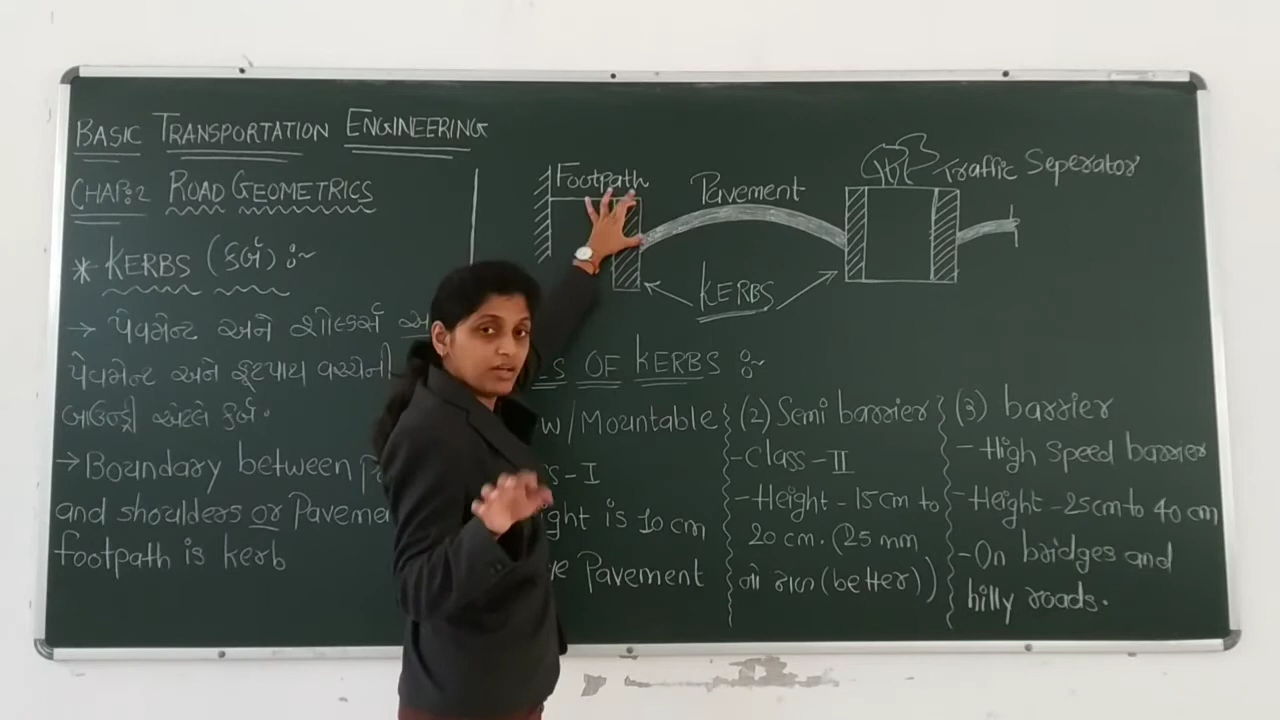 BASIC TRANSPORTATION ENGINEERING
CHAP:2 ROAD GEOMETRICS
* KERBS (કર્બ) :~
→ પેવમેન્ટ અને શોલ્ડર્સ
પેવમેન્ટ અને ફૂટપાથ વચ્ચેની
બાઉન્ડ્રી એટલે કર્બ.
→ Boundary between
and shoulders or Paveme
footpath is kerb
Footpath
Pavement
Traffic Seperator
KERBS
OF KERBS :~
w/Mountable
s-I
ght is 10 cm
ve Pavement
(2) Semi barrier
-Class-II
-Height-15cm to
20 cm. (25 mm
નો ઢાળ (better))
(3) barrier
-High Speed barrier
-Height-25cm to 40 cm
-On bridges and
hilly roads.